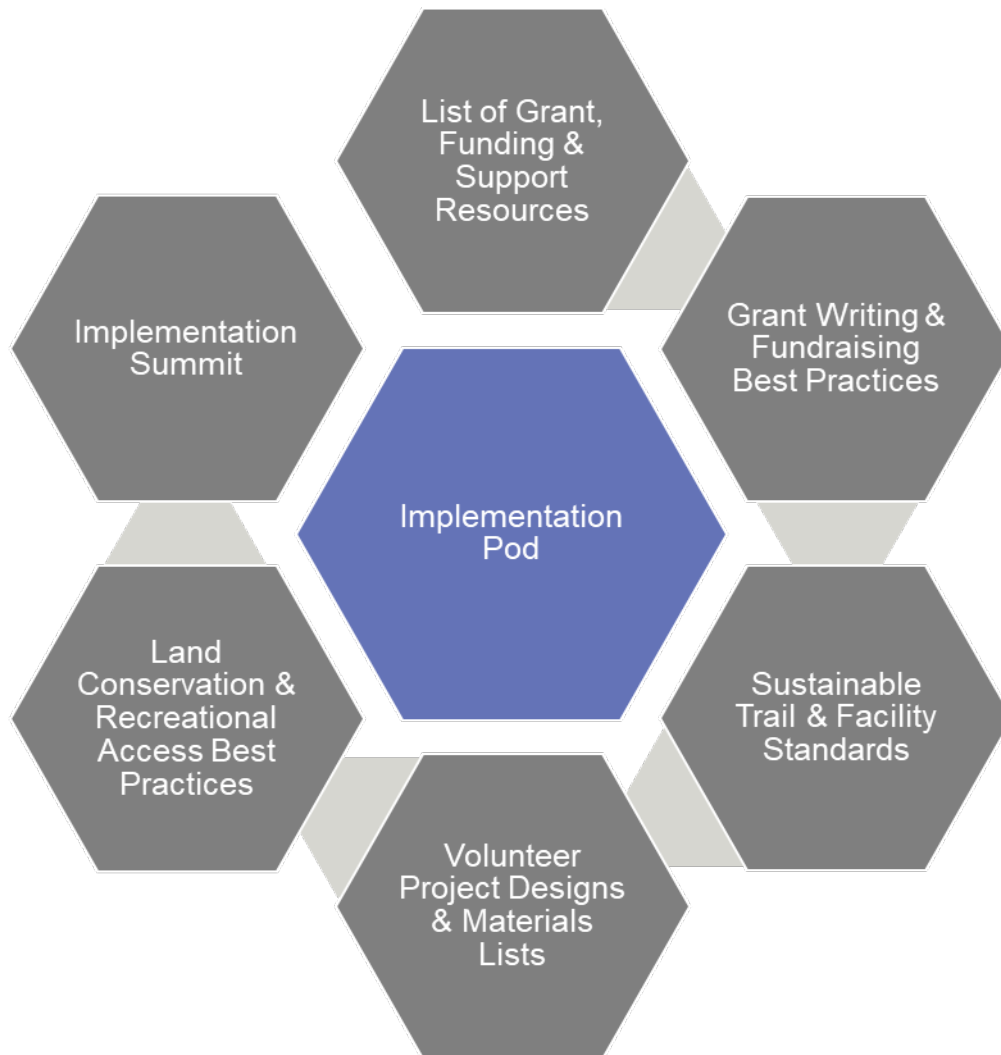 List of Grant,
Funding &
Support
Resources
Grant Writing &
Fundraising
Best Practices
Sustainable
Trail & Facility
Standards
Volunteer
Project Designs
& Materials
Lists
Land
Conservation &
Recreational
Access Best
Practices
Implementation
Summit
Implementation
Pod